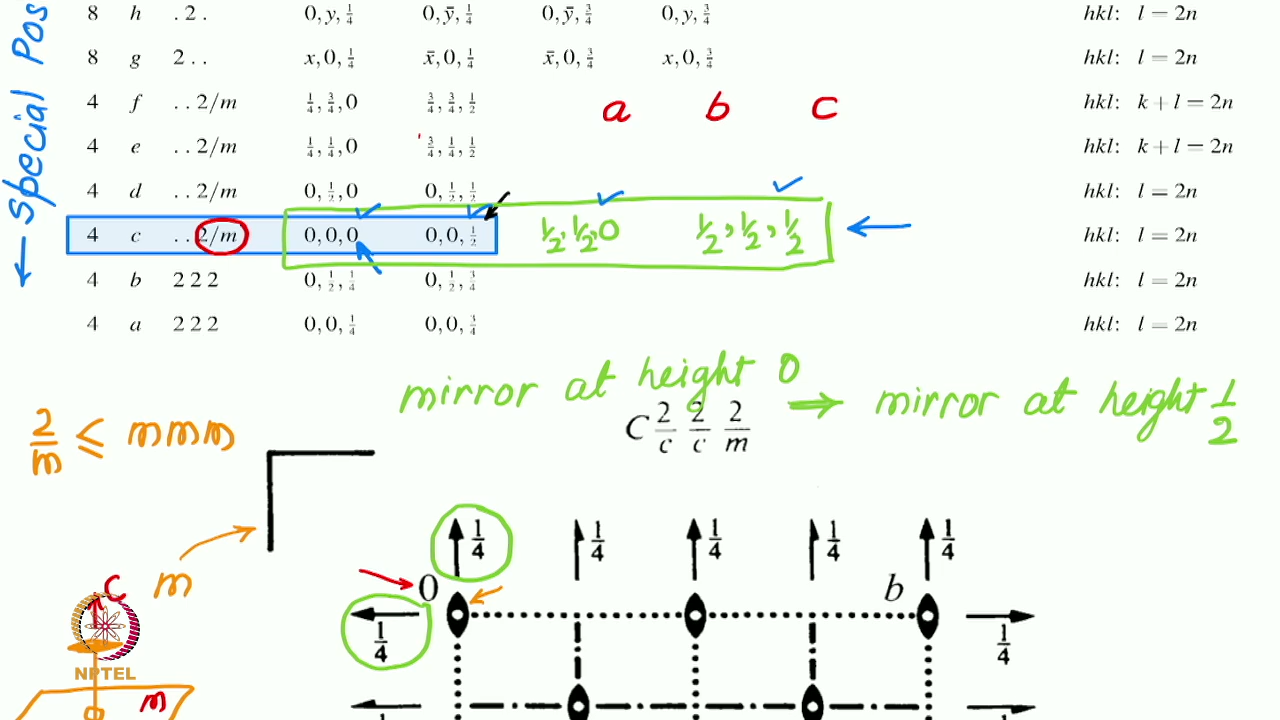 Special Pos
8 h .2. 0,y,1/4 0,ȳ,1/4 0,ȳ,3/4 0,y,3/4 hkl: l = 2n
8 g 2.. x,0,1/4 x̄,0,1/4 x̄,0,3/4 x,0,3/4 hkl: l = 2n
4 f ..2/m 1/4,3/4,0 3/4,3/4,1/2 hkl: k + l = 2n
a b c
4 e ..2/m 1/4,1/4,0 3/4,1/4,1/2 hkl: k + l = 2n
4 d ..2/m 0,1/2,0 0,1/2,1/2 hkl: l = 2n
4 c ..2/m 0,0,0 0,0,1/2 1/2,1/2,0 1/2,1/2,1/2 hkl: l = 2n
4 b 222 0,1/2,1/4 0,1/2,3/4 hkl: l = 2n
4 a 222 0,0,1/4 0,0,3/4 hkl: l = 2n
mirror at height 0 → mirror at height 1/2
C 2/c 2/c 2/m
2/m ≤ mmm
1/4 1/4 1/4 1/4 1/4
m
c
0 b
1/4 1/4
NPTEL
m